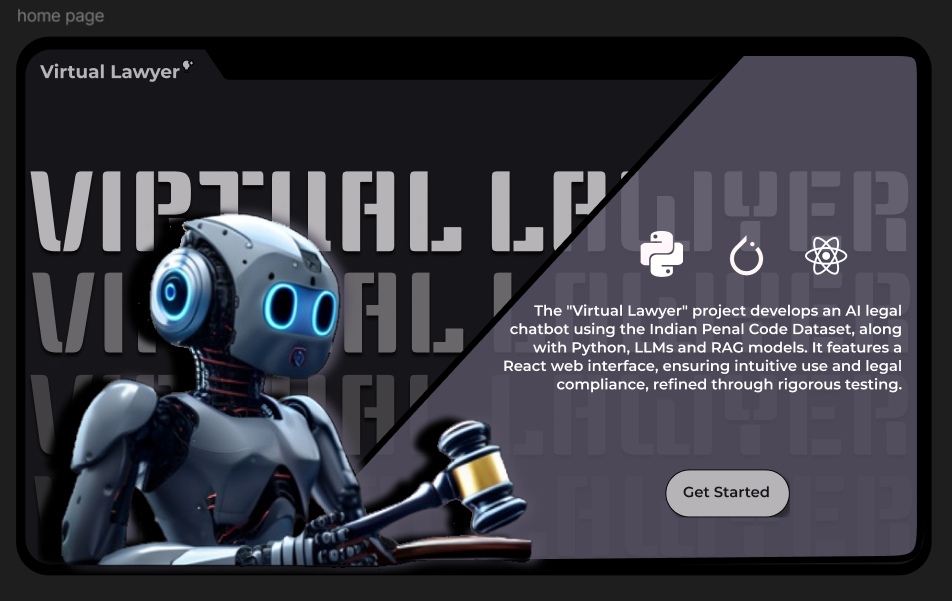 home page
Virtual Lawyer
VIRTUAL LAWYER
VIRTUAL LAWYER
VIRTUAL LAWYER
The "Virtual Lawyer" project develops an AI legal
chatbot using the Indian Penal Code Dataset, along
with Python, LLMs and RAG models. It features a
React web interface, ensuring intuitive use and legal
compliance, refined through rigorous testing.
VIRTUAL LAWYER
Get Started